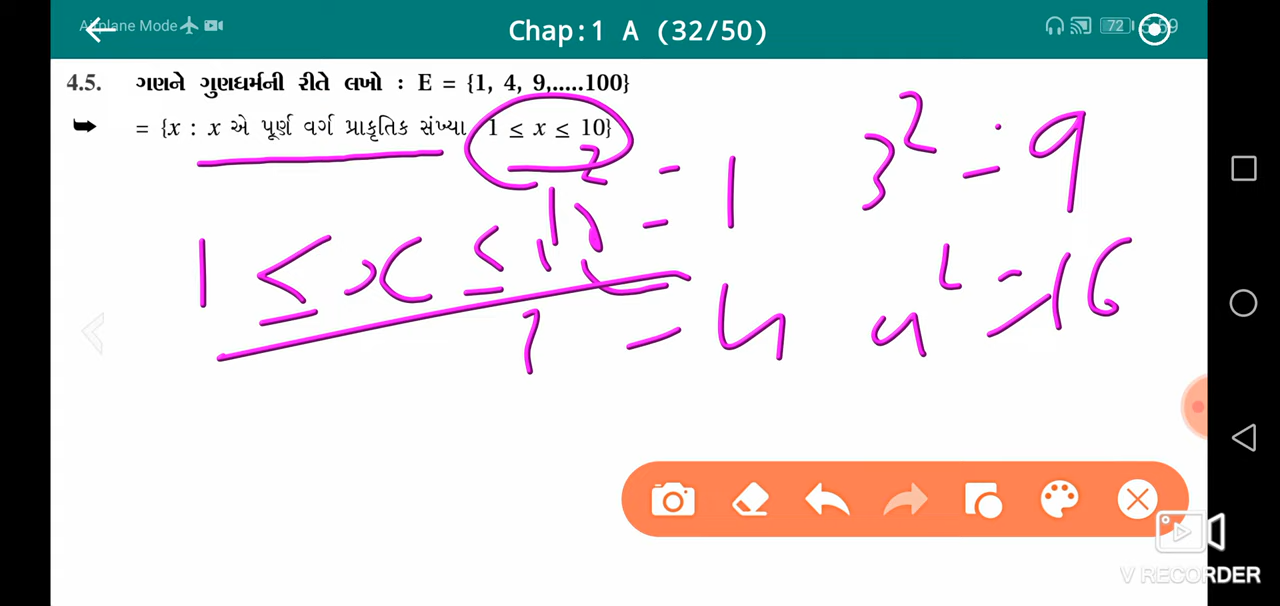 Airplane Mode
Chap:1 A (32/50)
72
4.5. ગણને ગુણધર્મની રીતે લખો : E = {1, 4, 9,.....100}
➥ = {x : x એ પૂર્ણ વર્ગ પ્રાકૃતિક સંખ્યા 1 ≤ x ≤ 10}
1² = 1
3² = 9
1 ≤ x ≤ 10
= 4
4² = 16
V RECORDER